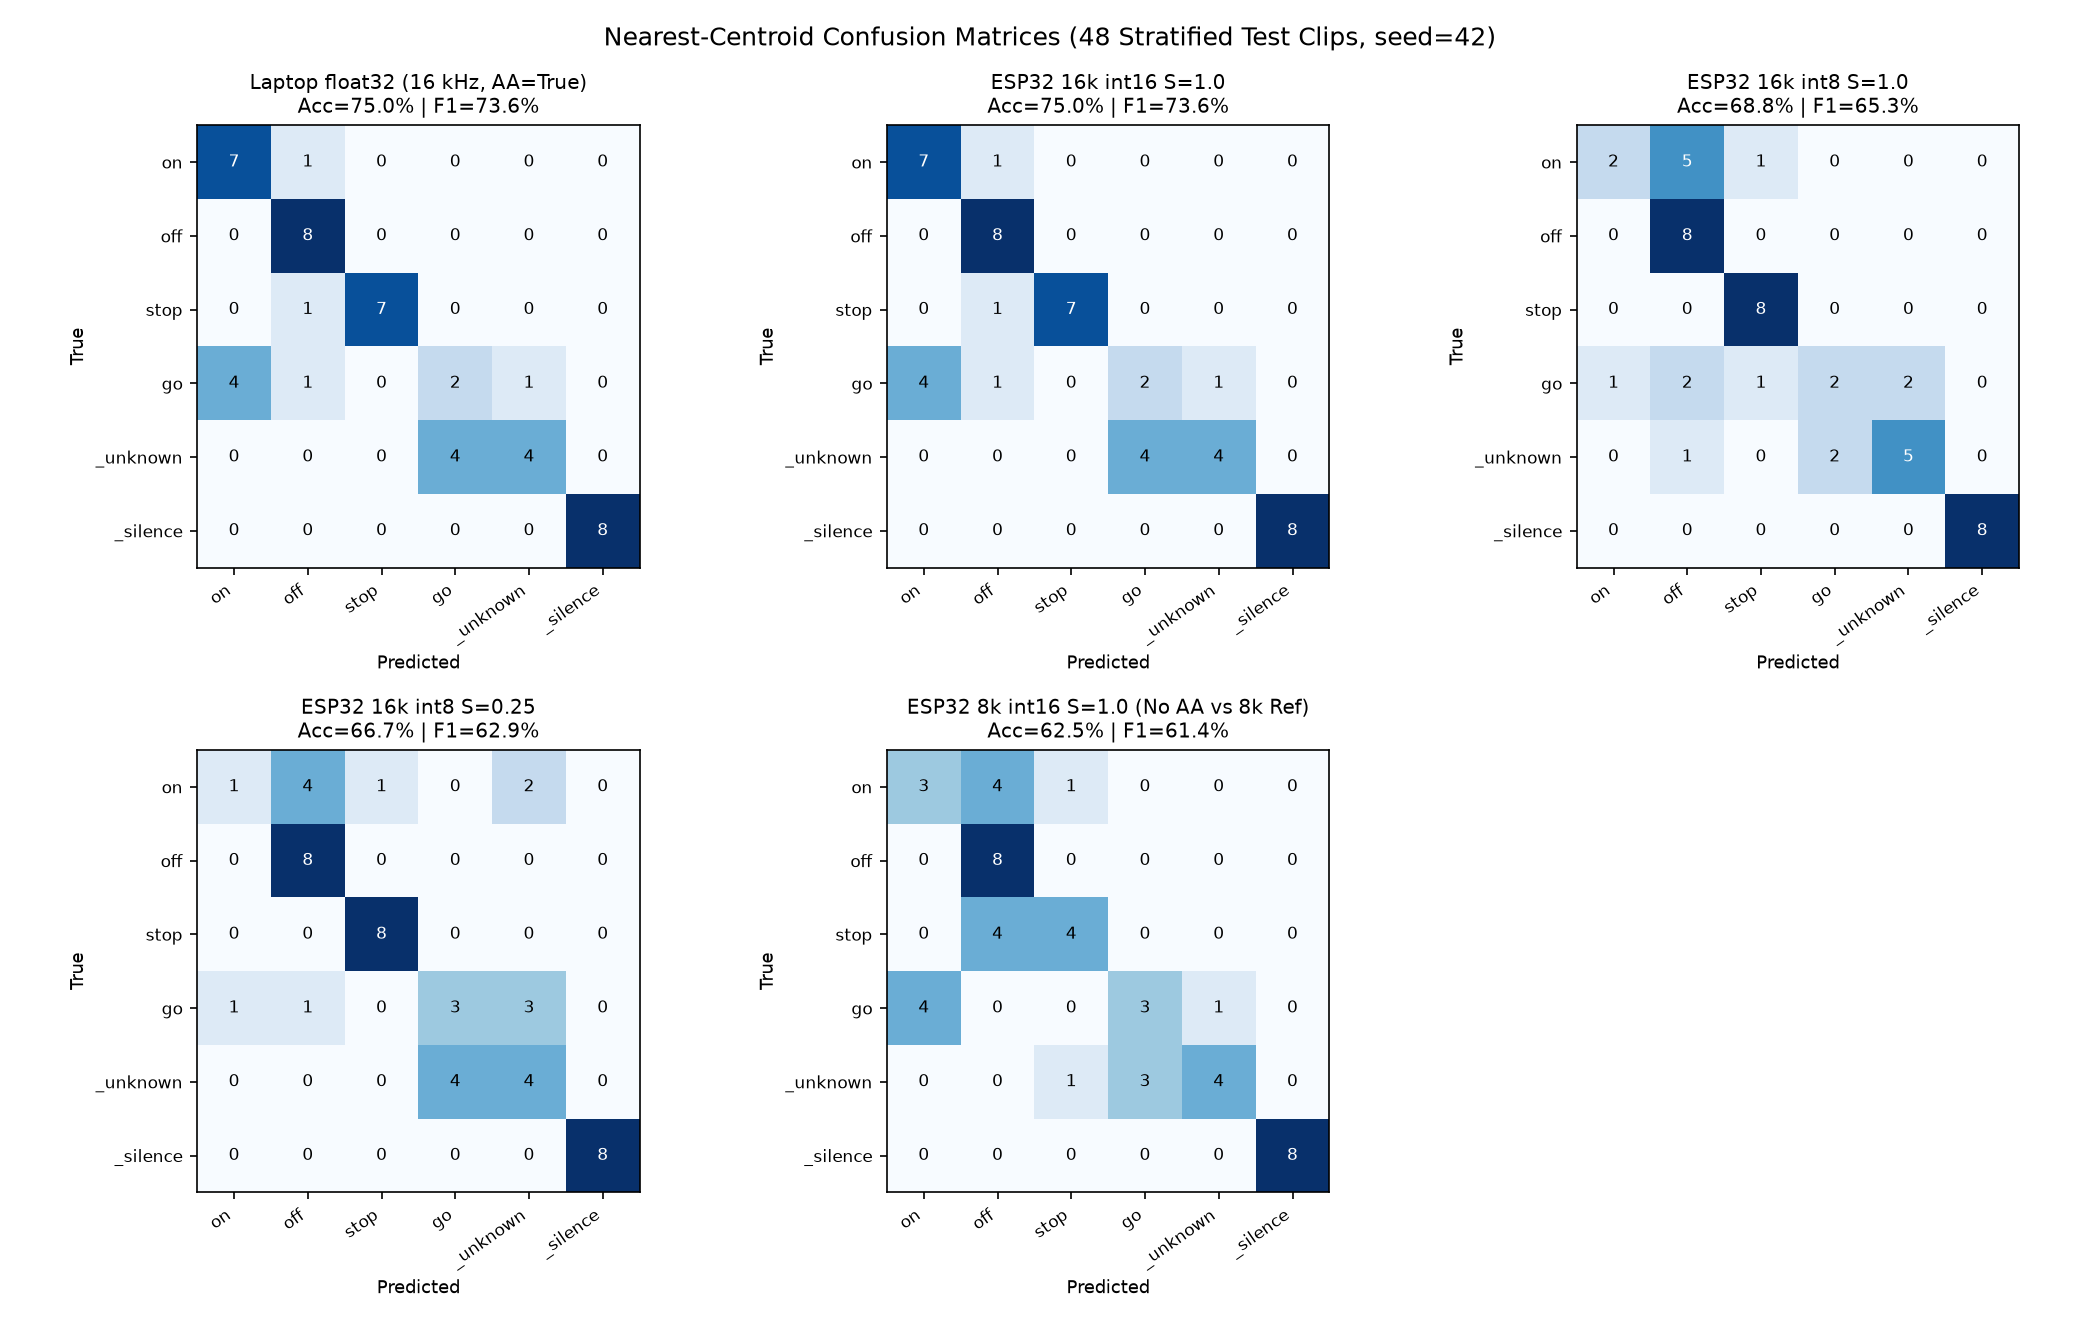 Nearest-Centroid Confusion Matrices (48 Stratified Test Clips, seed=42)
Laptop float32 (16 kHz, AA=True)
Acc=75.0% | F1=73.6%
on 7 1 0 0 0 0
off 0 8 0 0 0 0
stop 0 1 7 0 0 0
go 4 1 0 2 1 0
_unknown 0 0 0 4 4 0
_silence 0 0 0 0 0 8
True
on off stop go _unknown _silence
Predicted
ESP32 16k int16 S=1.0
Acc=75.0% | F1=73.6%
on 7 1 0 0 0 0
off 0 8 0 0 0 0
stop 0 1 7 0 0 0
go 4 1 0 2 1 0
_unknown 0 0 0 4 4 0
_silence 0 0 0 0 0 8
True
on off stop go _unknown _silence
Predicted
ESP32 16k int8 S=1.0
Acc=68.8% | F1=65.3%
on 2 5 1 0 0 0
off 0 8 0 0 0 0
stop 0 0 8 0 0 0
go 1 2 1 2 2 0
_unknown 0 1 0 2 5 0
_silence 0 0 0 0 0 8
True
on off stop go _unknown _silence
Predicted
ESP32 16k int8 S=0.25
Acc=66.7% | F1=62.9%
on 1 4 1 0 2 0
off 0 8 0 0 0 0
stop 0 0 8 0 0 0
go 1 1 0 3 3 0
_unknown 0 0 0 4 4 0
_silence 0 0 0 0 0 8
True
on off stop go _unknown _silence
Predicted
ESP32 8k int16 S=1.0 (No AA vs 8k Ref)
Acc=62.5% | F1=61.4%
on 3 4 1 0 0 0
off 0 8 0 0 0 0
stop 0 4 4 0 0 0
go 4 0 0 3 1 0
_unknown 0 0 1 3 4 0
_silence 0 0 0 0 0 8
True
on off stop go _unknown _silence
Predicted